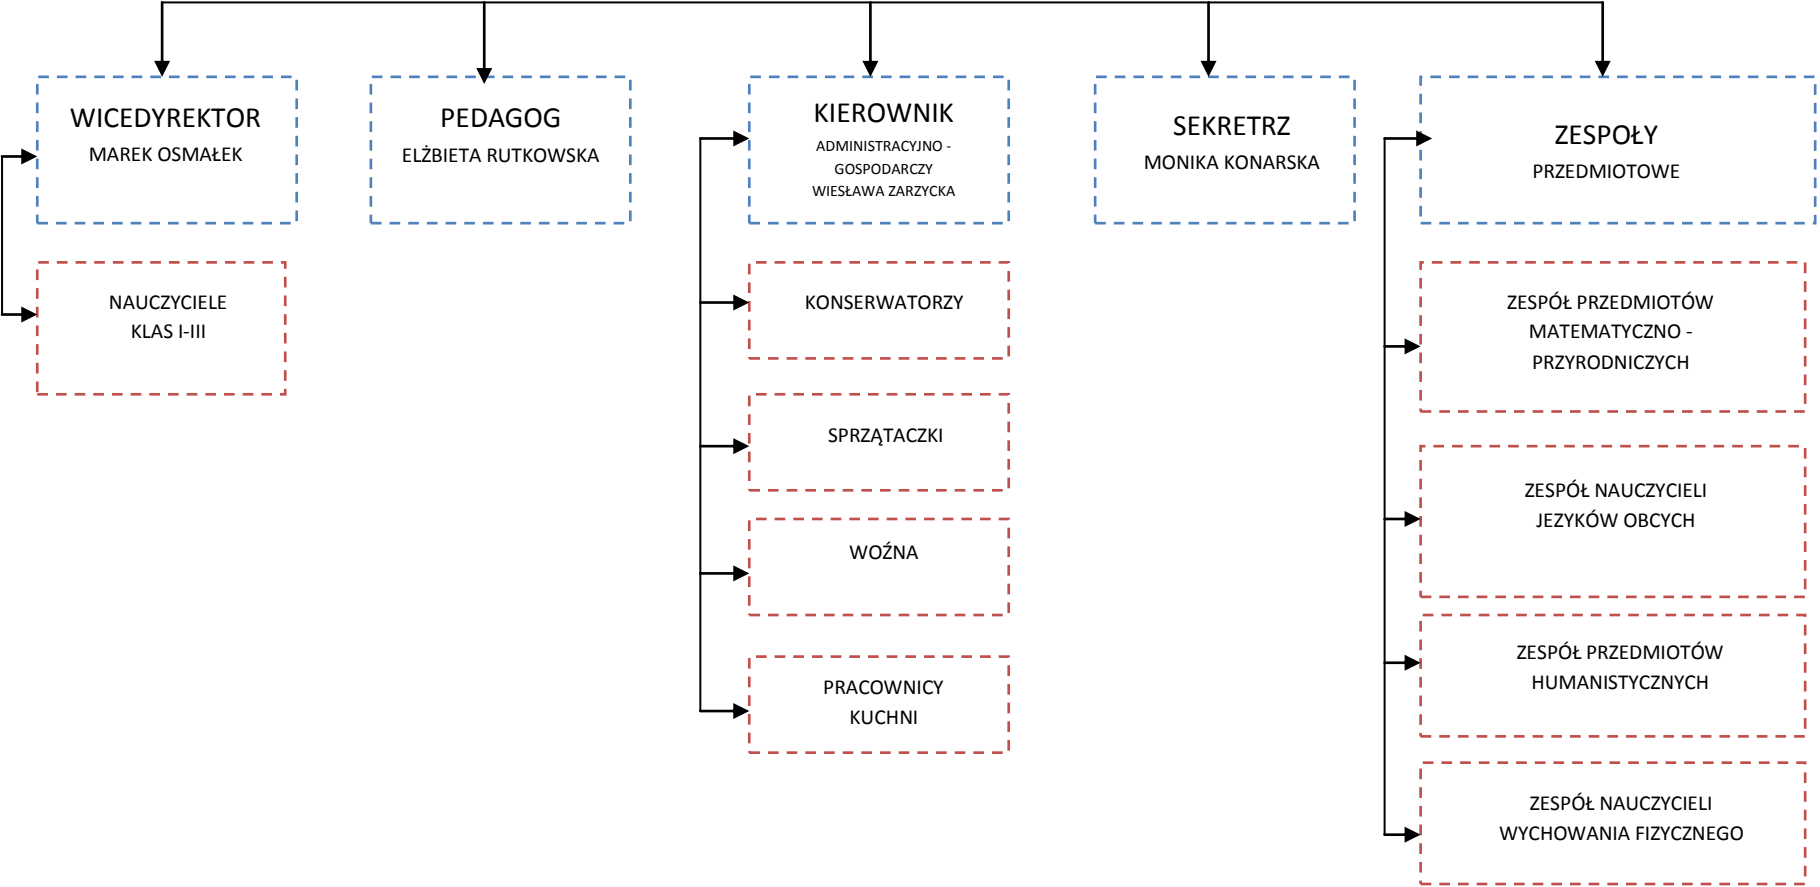 WICEDYREKTOR
MAREK OSMAŁEK
PEDAGOG
ELŻBIETA RUTKOWSKA
KIEROWNIK
ADMINISTRACYJNO -
GOSPODARCZY
WIESŁAWA ZARZYCKA
SEKRETRZ
MONIKA KONARSKA
ZESPOŁY
PRZEDMIOTOWE
NAUCZYCIELE
KLAS I-III
KONSERWATORZY
SPRZĄTACZKI
WOŹNA
PRACOWNICY
KUCHNI
ZESPÓŁ PRZEDMIOTÓW
MATEMATYCZNO -
PRZYRODNICZYCH
ZESPÓŁ NAUCZYCIELI
JEZYKÓW OBCYCH
ZESPÓŁ PRZEDMIOTÓW
HUMANISTYCZNYCH
ZESPÓŁ NAUCZYCIELI
WYCHOWANIA FIZYCZNEGO